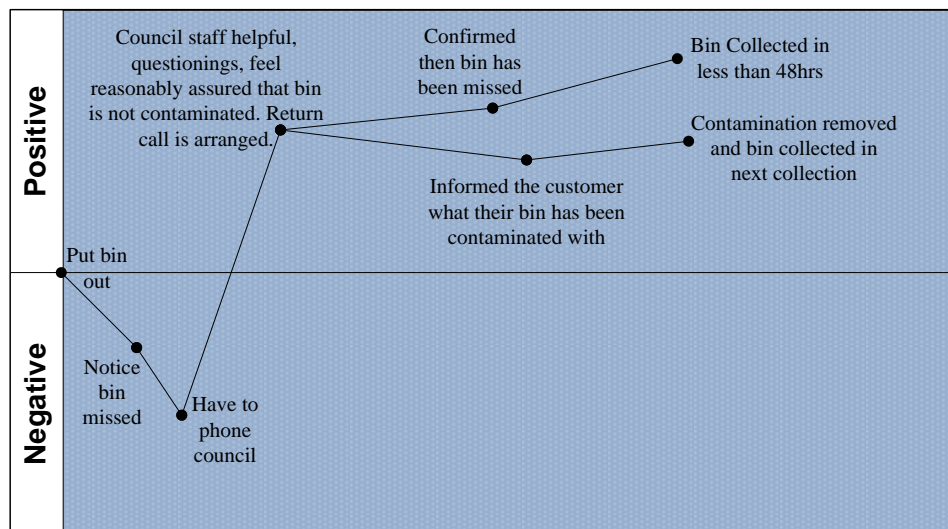 Positive
Negative
Put bin
out
Notice
bin
missed
Have to
phone
council
Council staff helpful,
questionings, feel
reasonably assured that bin
is not contaminated. Return
call is arranged.
Confirmed
then bin has
been missed
Bin Collected in
less than 48hrs
Informed the customer
what their bin has been
contaminated with
Contamination removed
and bin collected in
next collection